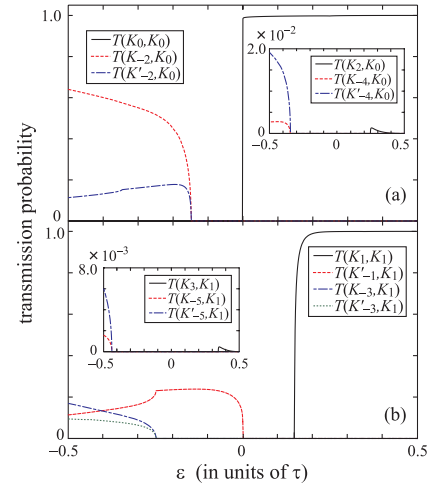 1.0
T(K₀,K₀)
T(K₋₂,K₀)
T(K′₋₂,K₀)
2.0 × 10⁻²
T(K₂,K₀)
T(K₋₄,K₀)
T(K′₋₄,K₀)
0
−0.5 0 0.5
(a)
0
transmission probability
1.0
× 10⁻³
8.0
T(K₃,K₁)
T(K₋₅,K₁)
T(K′₋₅,K₁)
0
−0.5 0 0.5
T(K₁,K₁)
T(K′₋₁,K₁)
T(K₋₃,K₁)
T(K′₋₃,K₁)
(b)
0
−0.5 0 0.5
ε (in units of τ)